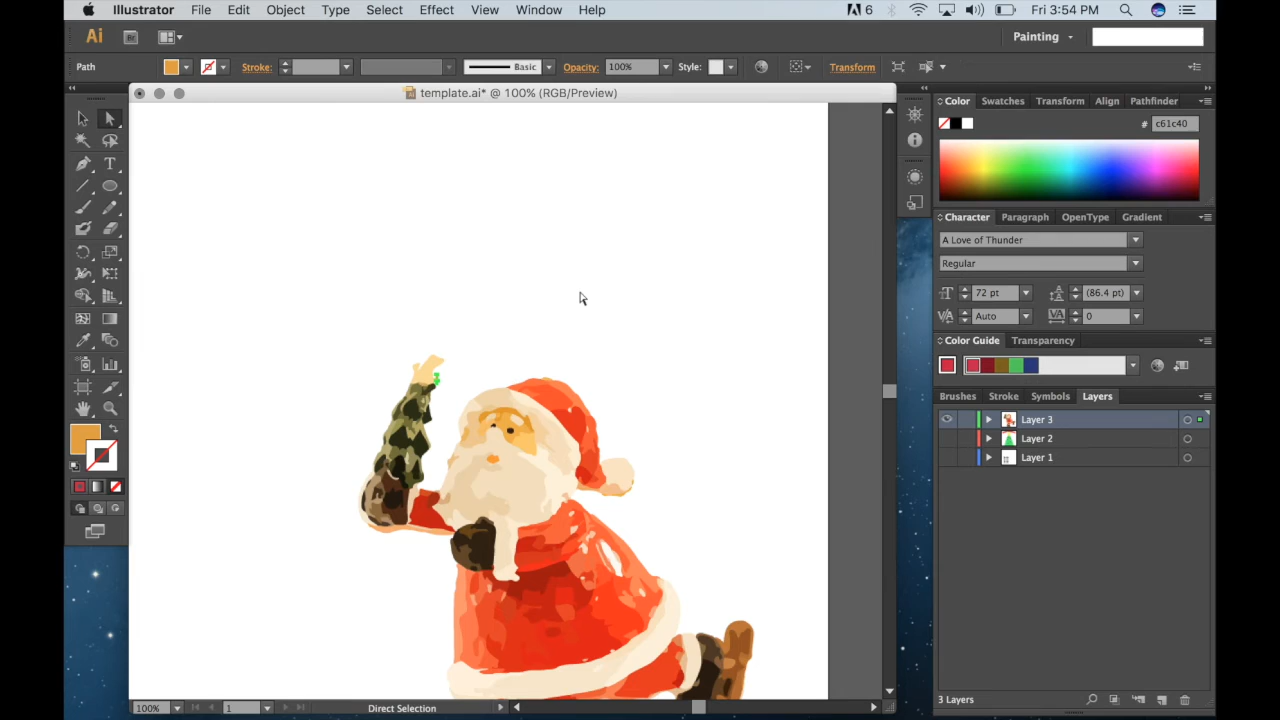 Illustrator File Edit Object Type Select Effect View Window Help 6 Fri 3:54 PM
Ai Br Painting
Path Stroke: Basic Opacity: 100% Style: Transform
template.ai* @ 100% (RGB/Preview)
Color Swatches Transform Align Pathfinder
# c61c40
Character Paragraph OpenType Gradient
A Love of Thunder
Regular
72 pt (86.4 pt)
Auto 0
Color Guide Transparency
Brushes Stroke Symbols Layers
Layer 3
Layer 2
Layer 1
3 Layers
100% 1 Direct Selection